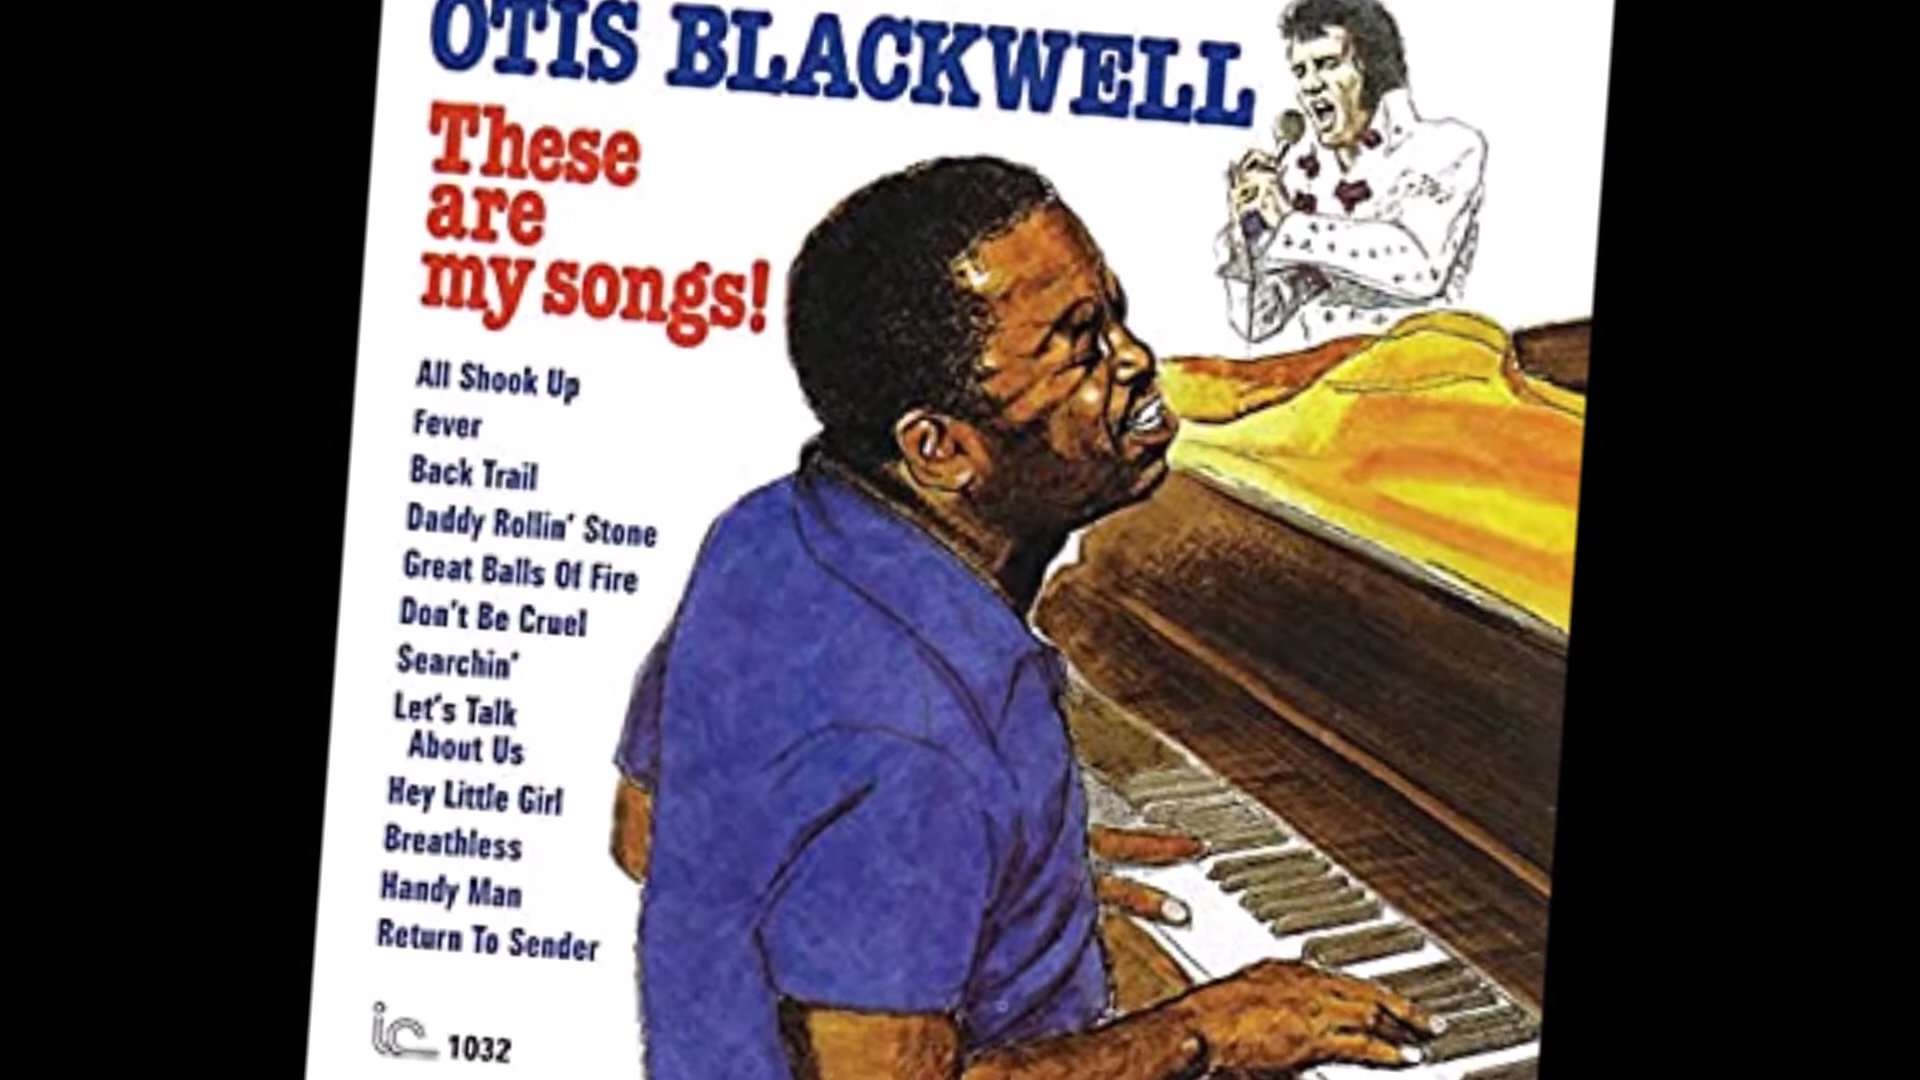 OTIS BLACKWELL
These
are
my songs!
All Shook Up
Fever
Back Trail
Daddy Rollin' Stone
Great Balls Of Fire
Don't Be Cruel
Searchin'
Let's Talk
About Us
Hey Little Girl
Breathless
Handy Man
Return To Sender
ic 1032